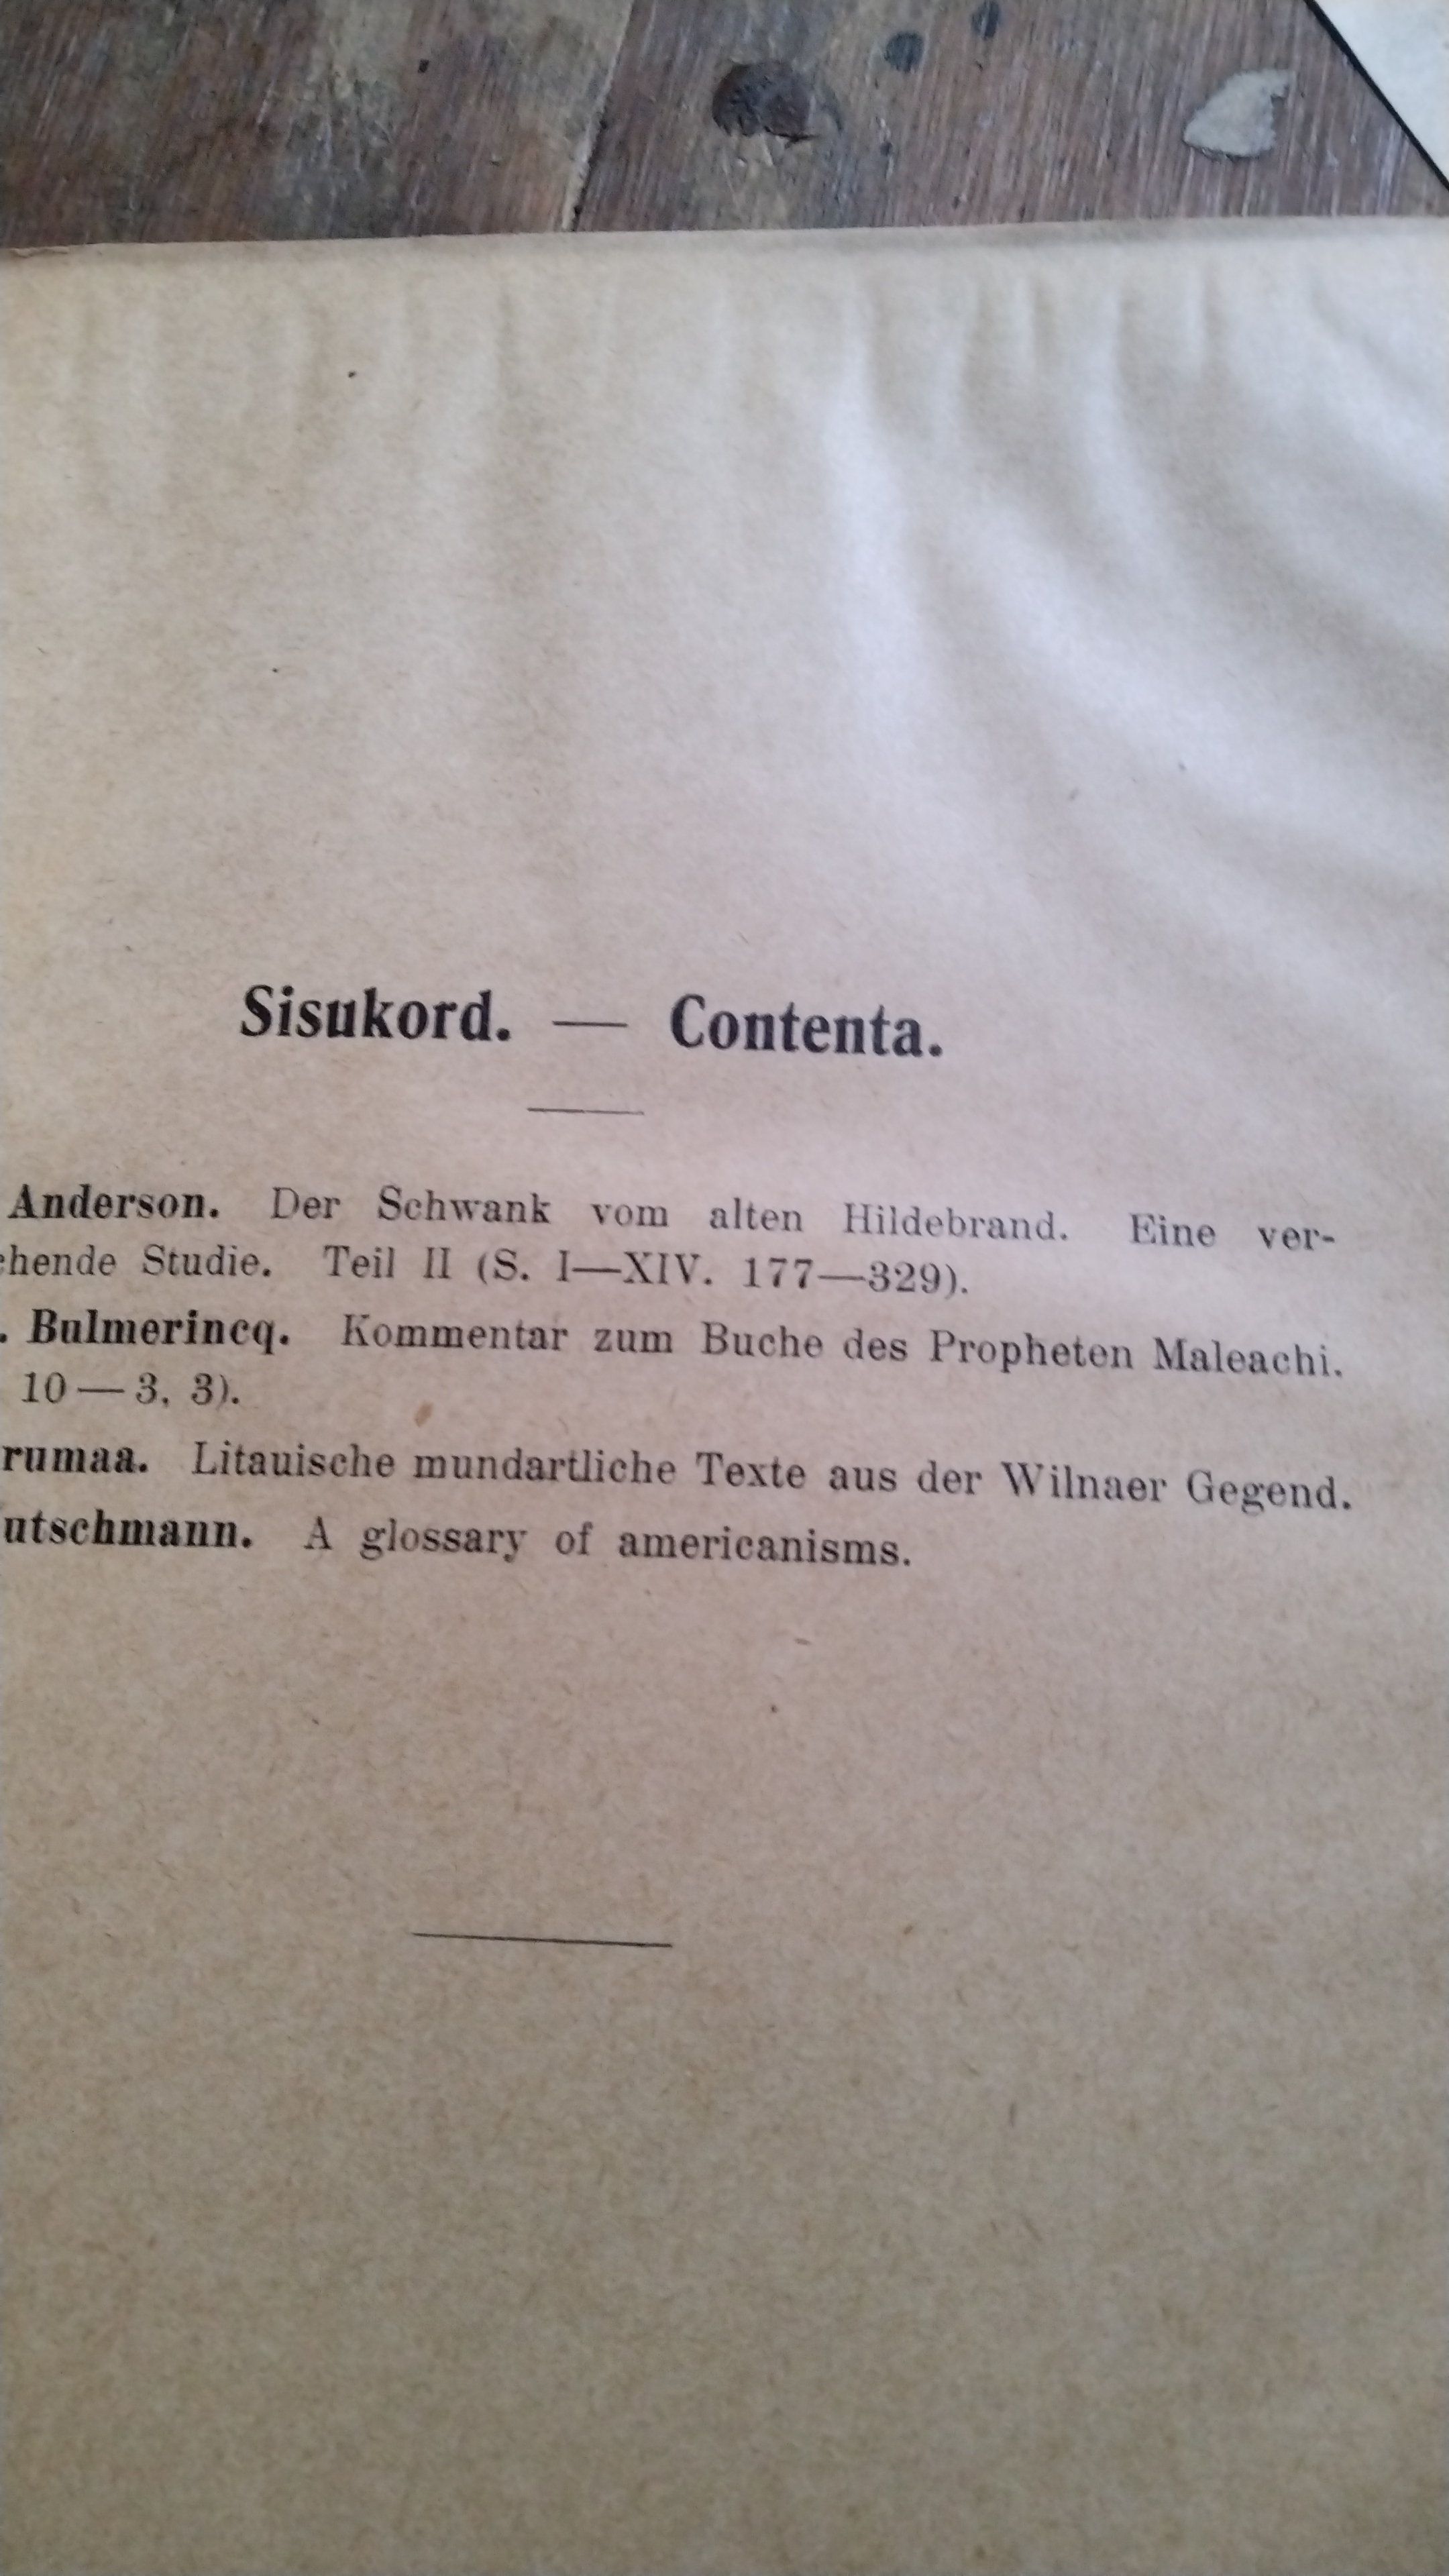 Sisukord. — Contenta.
Anderson. Der Schwank vom alten Hildebrand. Eine ver-
chende Studie. Teil II (S. I—XIV. 177—329).
. Bulmerincq. Kommentar zum Buche des Propheten Maleachi.
10 — 3, 3).
rumaa. Litauische mundartliche Texte aus der Wilnaer Gegend.
utschmann. A glossary of americanisms.